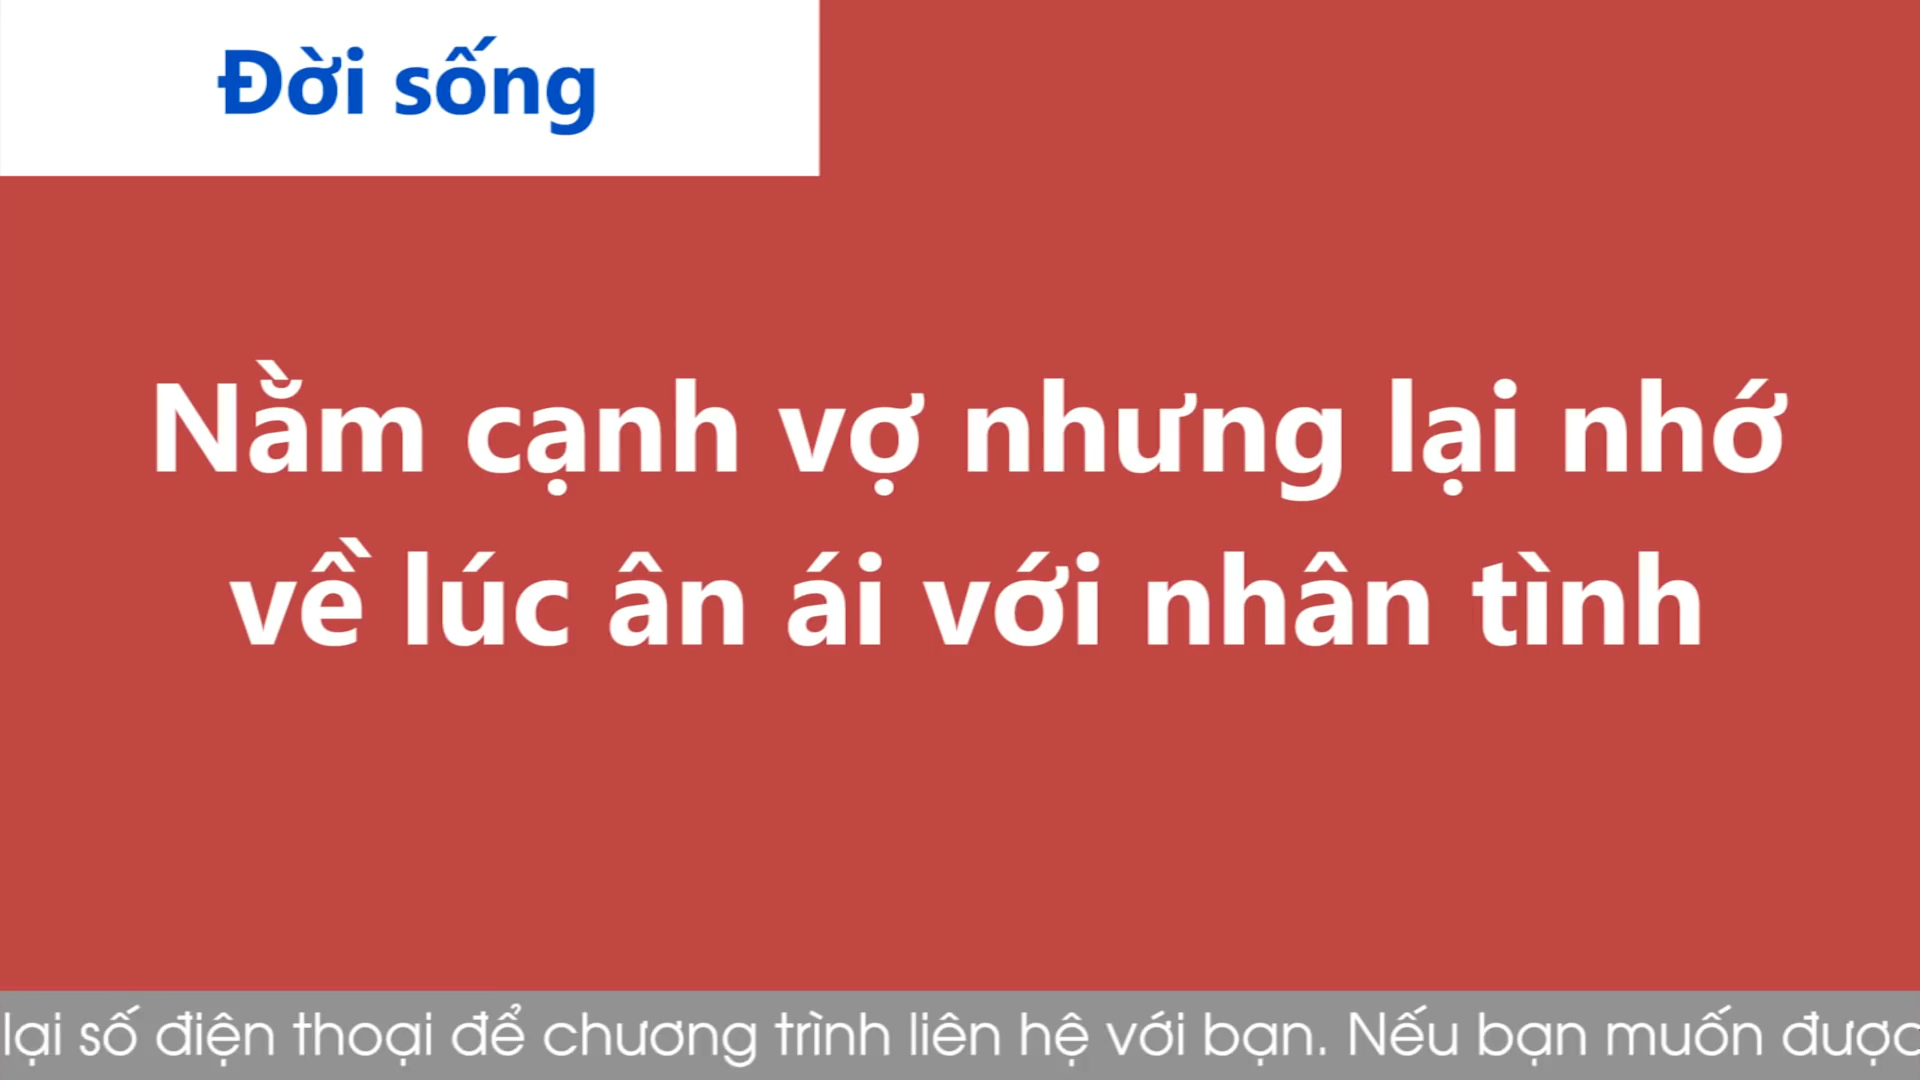 Đời sống
Nằm cạnh vợ nhưng lại nhớ
về lúc ân ái với nhân tình
lại số điện thoại để chương trình liên hệ với bạn. Nếu bạn muốn được